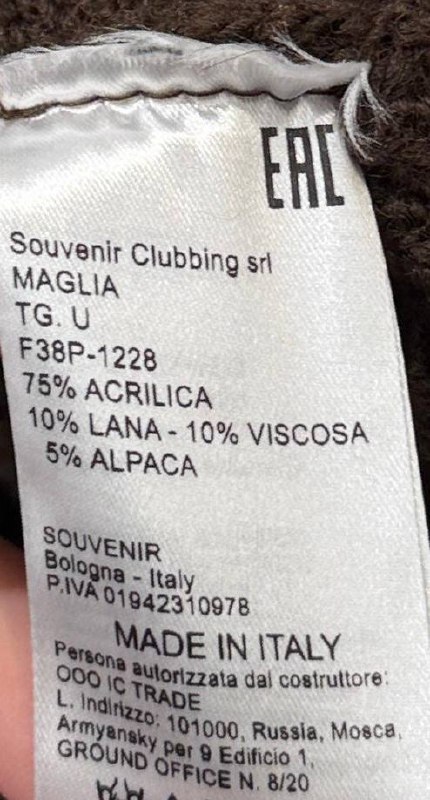 EAC
Souvenir Clubbing srl
MAGLIA
TG. U
F38P-1228
75% ACRILICA
10% LANA - 10% VISCOSA
5% ALPACA
SOUVENIR
Bologna - Italy
P.IVA 01942310978
MADE IN ITALY
Persona autorizzata dal costruttore:
OOO IC TRADE
L. Indirizzo: 101000, Russia, Mosca,
Armyansky per 9 Edificio 1,
GROUND OFFICE N. 8/20